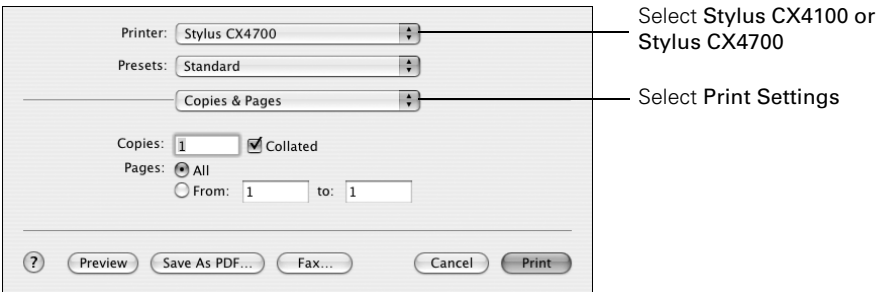 Printer: Stylus CX4700
Presets: Standard
Copies & Pages
Copies: 1 Collated
Pages: All
From: 1 to: 1
? Preview Save As PDF... Fax... Cancel Print
Select Stylus CX4100 or
Stylus CX4700
Select Print Settings